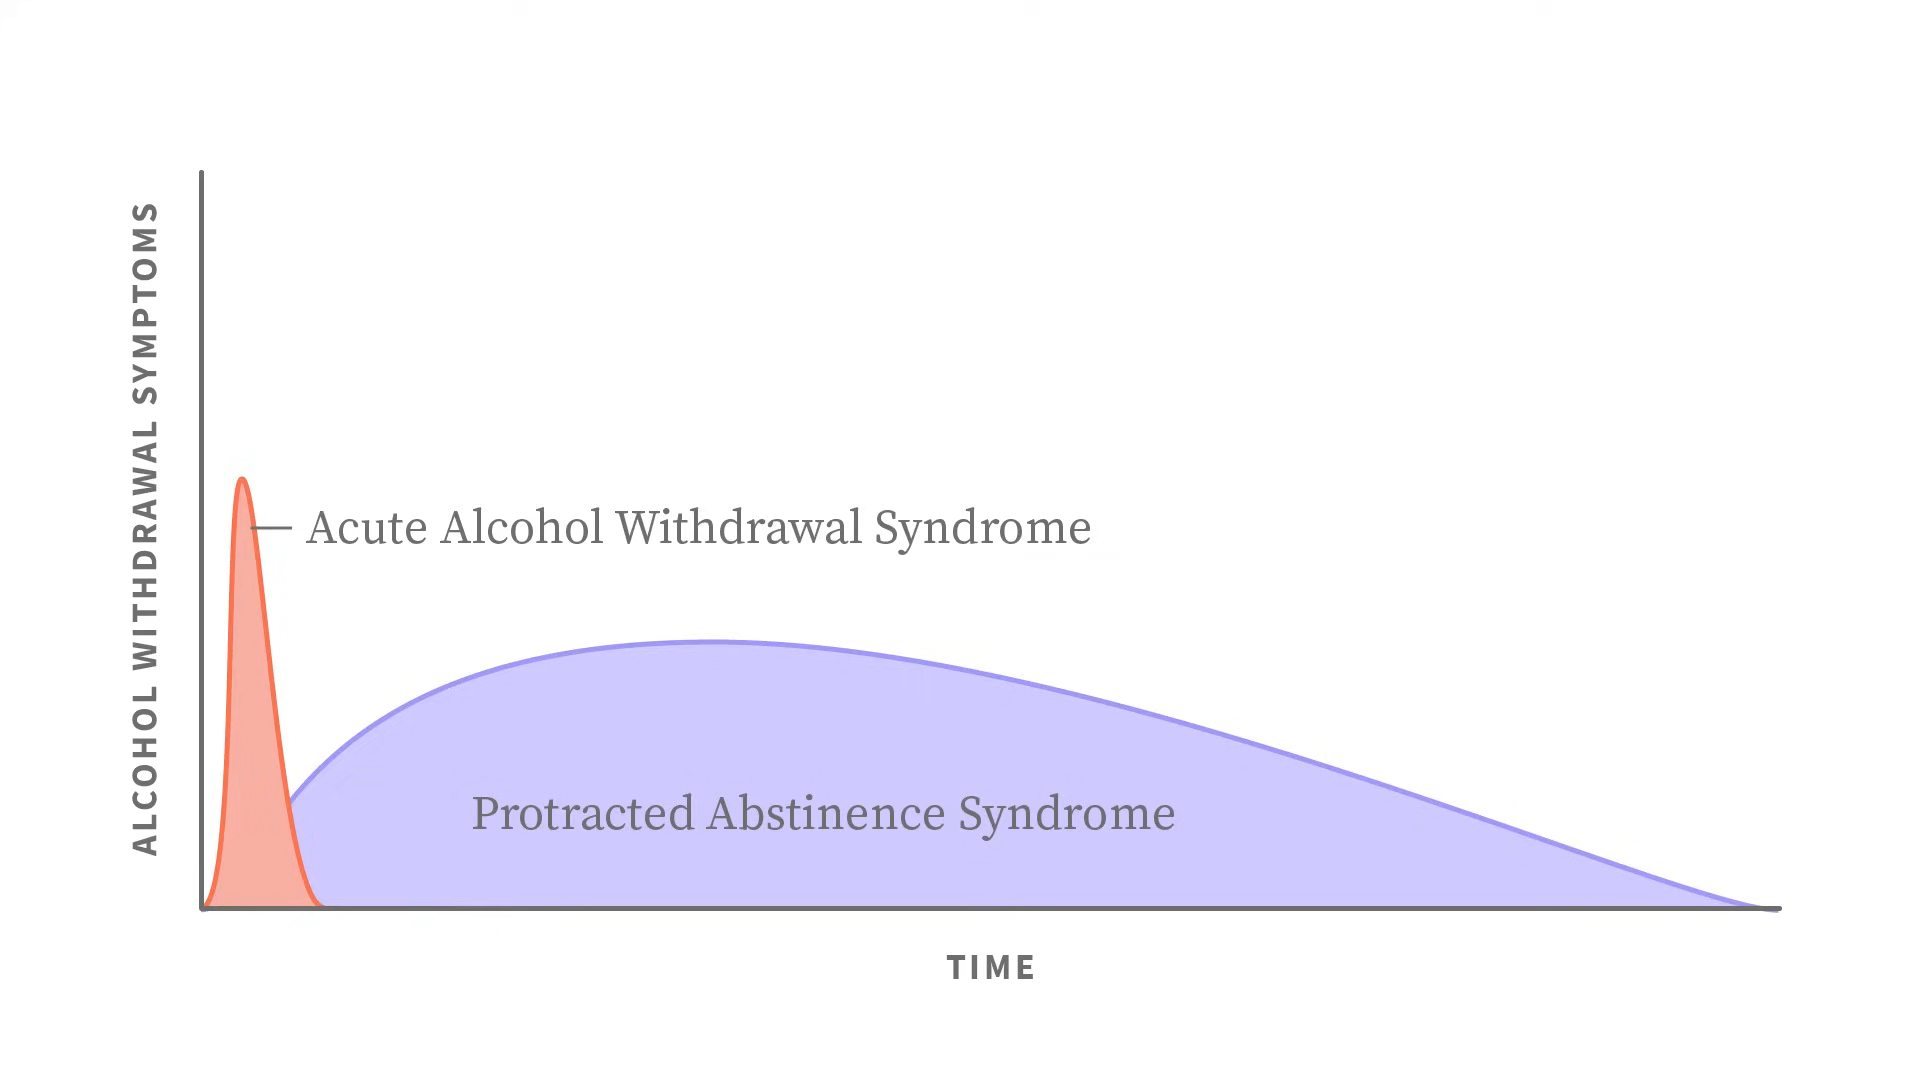 ALCOHOL WITHDRAWAL SYMPTOMS
Acute Alcohol Withdrawal Syndrome
Protracted Abstinence Syndrome
TIME